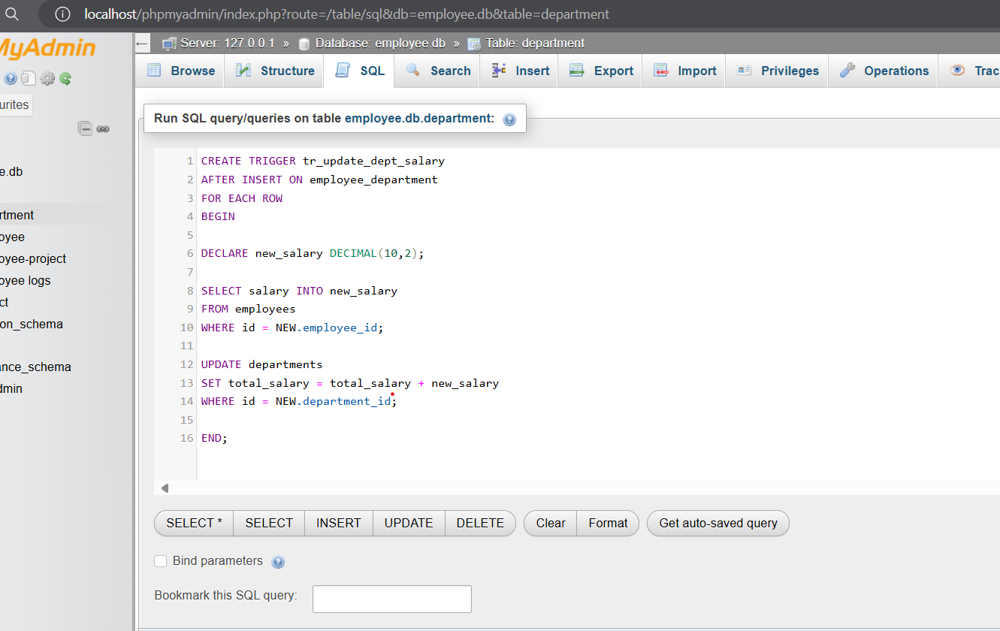 localhost/phpmyadmin/index.php?route=/table/sql&db=employee.db&table=department
MyAdmin
Server: 127.0.0.1 » Database: employee.db » Table: department
Browse Structure SQL Search Insert Export Import Privileges Operations Trac
urites
e.db
rtment
oyee
oyee-project
oyee logs
ct
on_schema
ance_schema
dmin
Run SQL query/queries on table employee.db.department:
1 CREATE TRIGGER tr_update_dept_salary
2 AFTER INSERT ON employee_department
3 FOR EACH ROW
4 BEGIN
5
6 DECLARE new_salary DECIMAL(10,2);
7
8 SELECT salary INTO new_salary
9 FROM employees
10 WHERE id = NEW.employee_id;
11
12 UPDATE departments
13 SET total_salary = total_salary + new_salary
14 WHERE id = NEW.department_id;
15
16 END;
SELECT * SELECT INSERT UPDATE DELETE Clear Format Get auto-saved query
Bind parameters
Bookmark this SQL query: